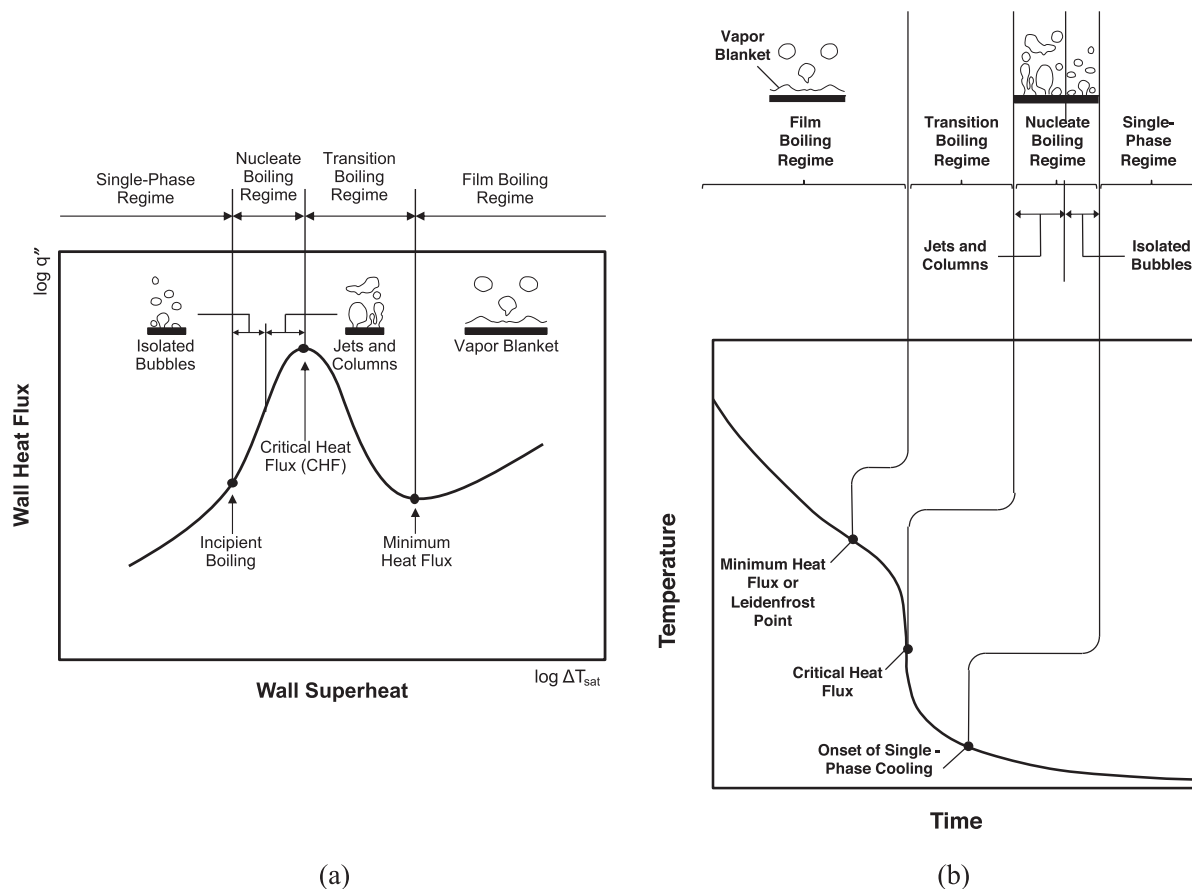 Single-Phase
Regime
Nucleate
Boiling
Regime
Transition
Boiling
Regime
Film Boiling
Regime
log q″
Isolated
Bubbles
Jets and
Columns
Vapor Blanket
Critical Heat
Flux (CHF)
Incipient
Boiling
Minimum
Heat Flux
Wall Heat Flux
Wall Superheat
log ΔTsat
(a)
Vapor
Blanket
Film
Boiling
Regime
Transition
Boiling
Regime
Nucleate
Boiling
Regime
Single-
Phase
Regime
Jets and
Columns
Isolated
Bubbles
Temperature
Minimum Heat
Flux or
Leidenfrost
Point
Critical Heat
Flux
Onset of Single -
Phase Cooling
Time
(b)